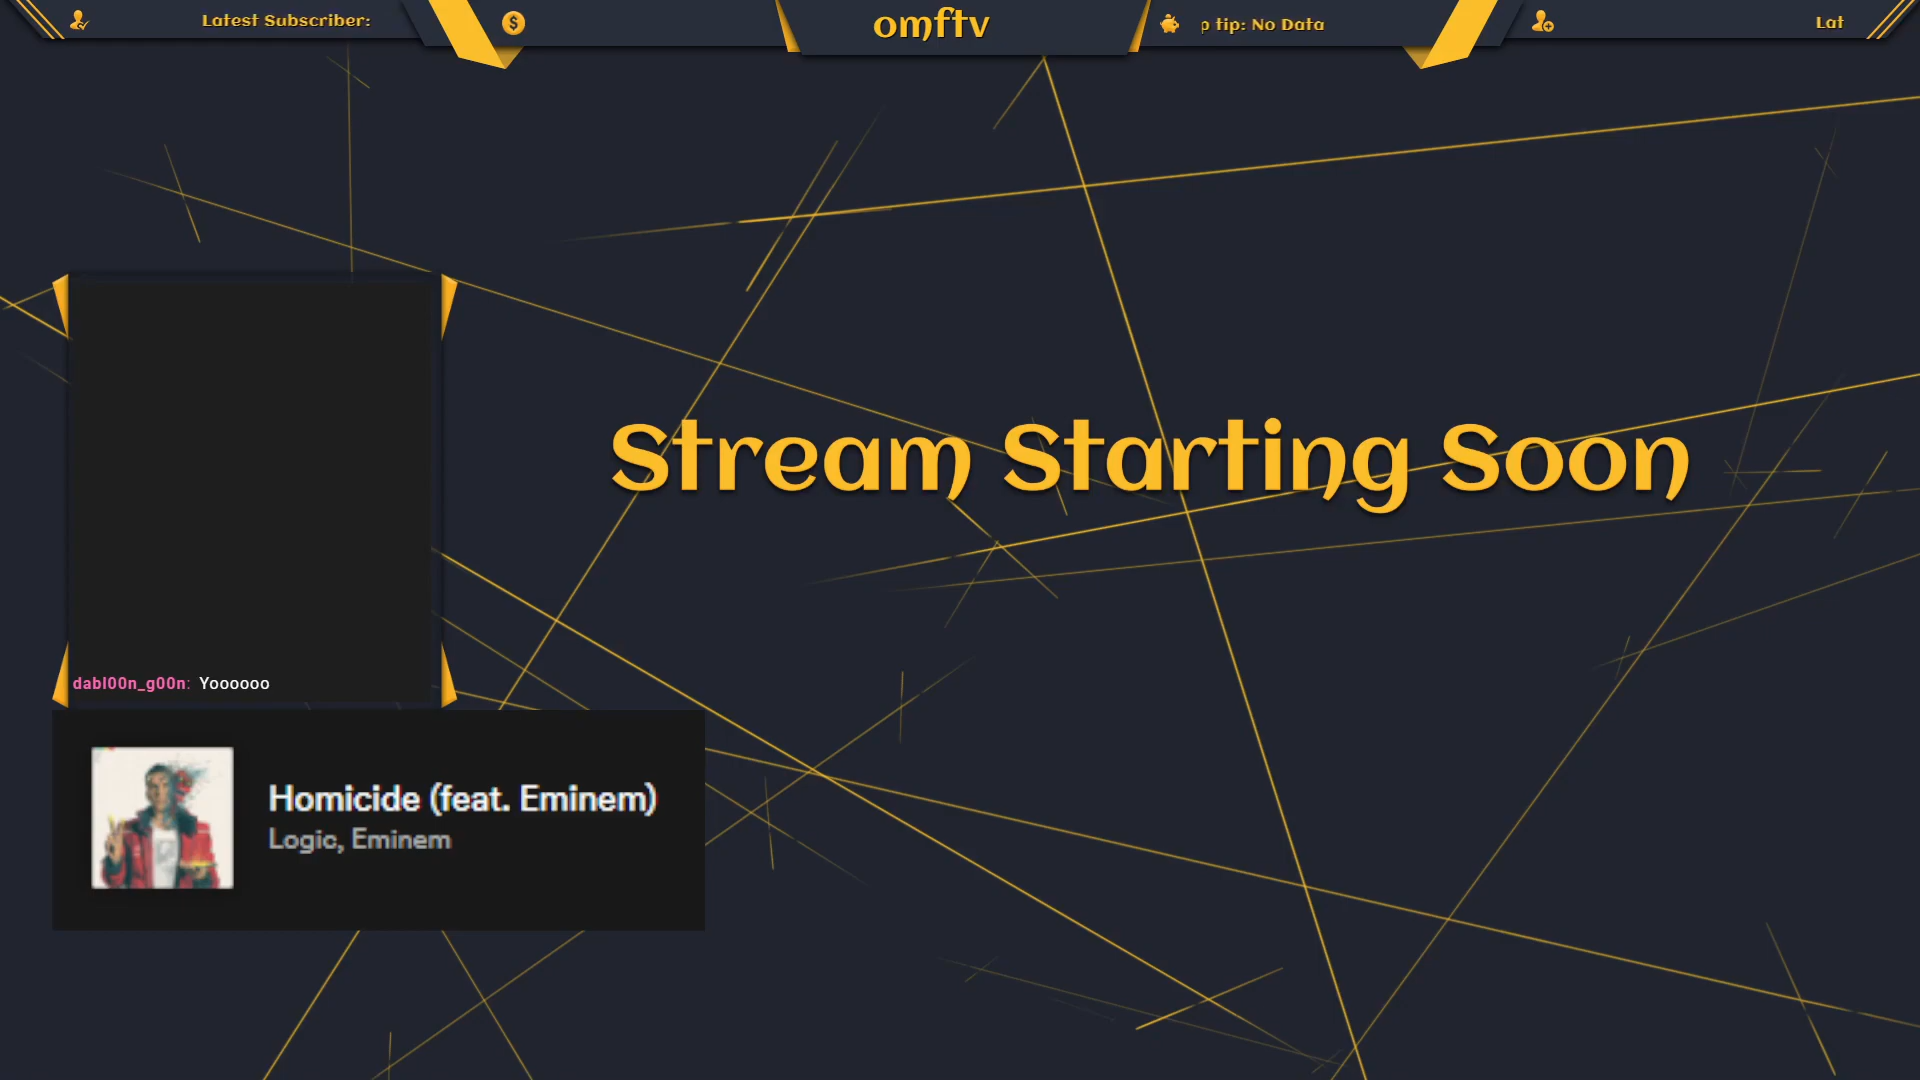 Latest Subscriber:
omftv
p tip: No Data
Lat
Stream Starting Soon
dabl00n_g00n: Yoooooo
Homicide (feat. Eminem)
Logic, Eminem